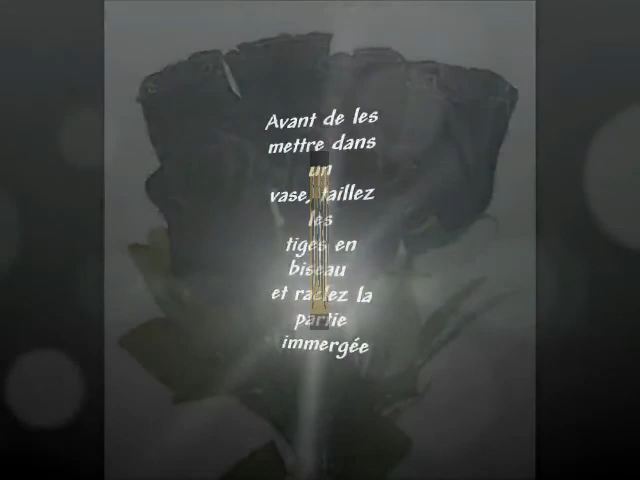 Avant de les
mettre dans
un
vase, taillez
les
tiges en
biseau
et raclez la
partie
immergée